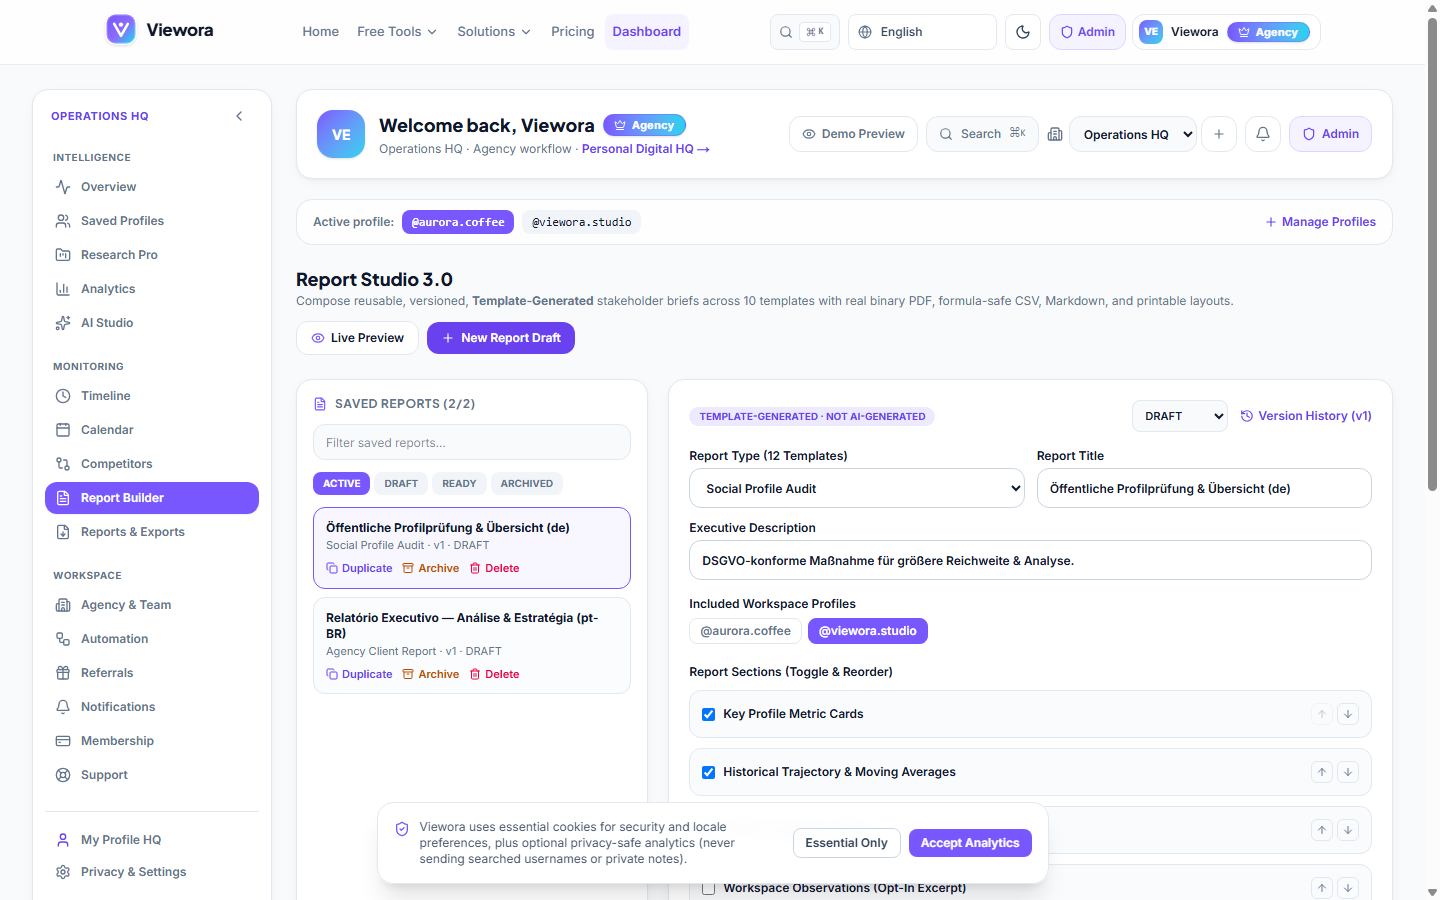 Viewora
Home
Free Tools
Solutions
Pricing
Dashboard
⌘ K
English
Admin
VE
Viewora
Agency
OPERATIONS HQ
INTELLIGENCE
Overview
Saved Profiles
Research Pro
Analytics
AI Studio
MONITORING
Timeline
Calendar
Competitors
Report Builder
Reports & Exports
WORKSPACE
Agency & Team
Automation
Referrals
Notifications
Membership
Support
My Profile HQ
Privacy & Settings
VE
Welcome back, Viewora
Agency
Operations HQ · Agency workflow · Personal Digital HQ →
Demo Preview
Search ⌘K
Operations HQ
Admin
Active profile:
@aurora.coffee
@viewora.studio
Manage Profiles
Report Studio 3.0
Compose reusable, versioned, Template-Generated stakeholder briefs across 10 templates with real binary PDF, formula-safe CSV, Markdown, and printable layouts.
Live Preview
New Report Draft
SAVED REPORTS (2/2)
Filter saved reports...
ACTIVE
DRAFT
READY
ARCHIVED
Öffentliche Profilprüfung & Übersicht (de)
Social Profile Audit · v1 · DRAFT
Duplicate
Archive
Delete
Relatório Executivo — Análise & Estratégia (pt-
BR)
Agency Client Report · v1 · DRAFT
Duplicate
Archive
Delete
TEMPLATE-GENERATED · NOT AI-GENERATED
DRAFT
Version History (v1)
Report Type (12 Templates)
Report Title
Social Profile Audit
Öffentliche Profilprüfung & Übersicht (de)
Executive Description
DSGVO-konforme Maßnahme für größere Reichweite & Analyse.
Included Workspace Profiles
@aurora.coffee
@viewora.studio
Report Sections (Toggle & Reorder)
Key Profile Metric Cards
Historical Trajectory & Moving Averages
Workspace Observations (Opt-In Excerpt)
Viewora uses essential cookies for security and locale
preferences, plus optional privacy-safe analytics (never
sending searched usernames or private notes).
Essential Only
Accept Analytics